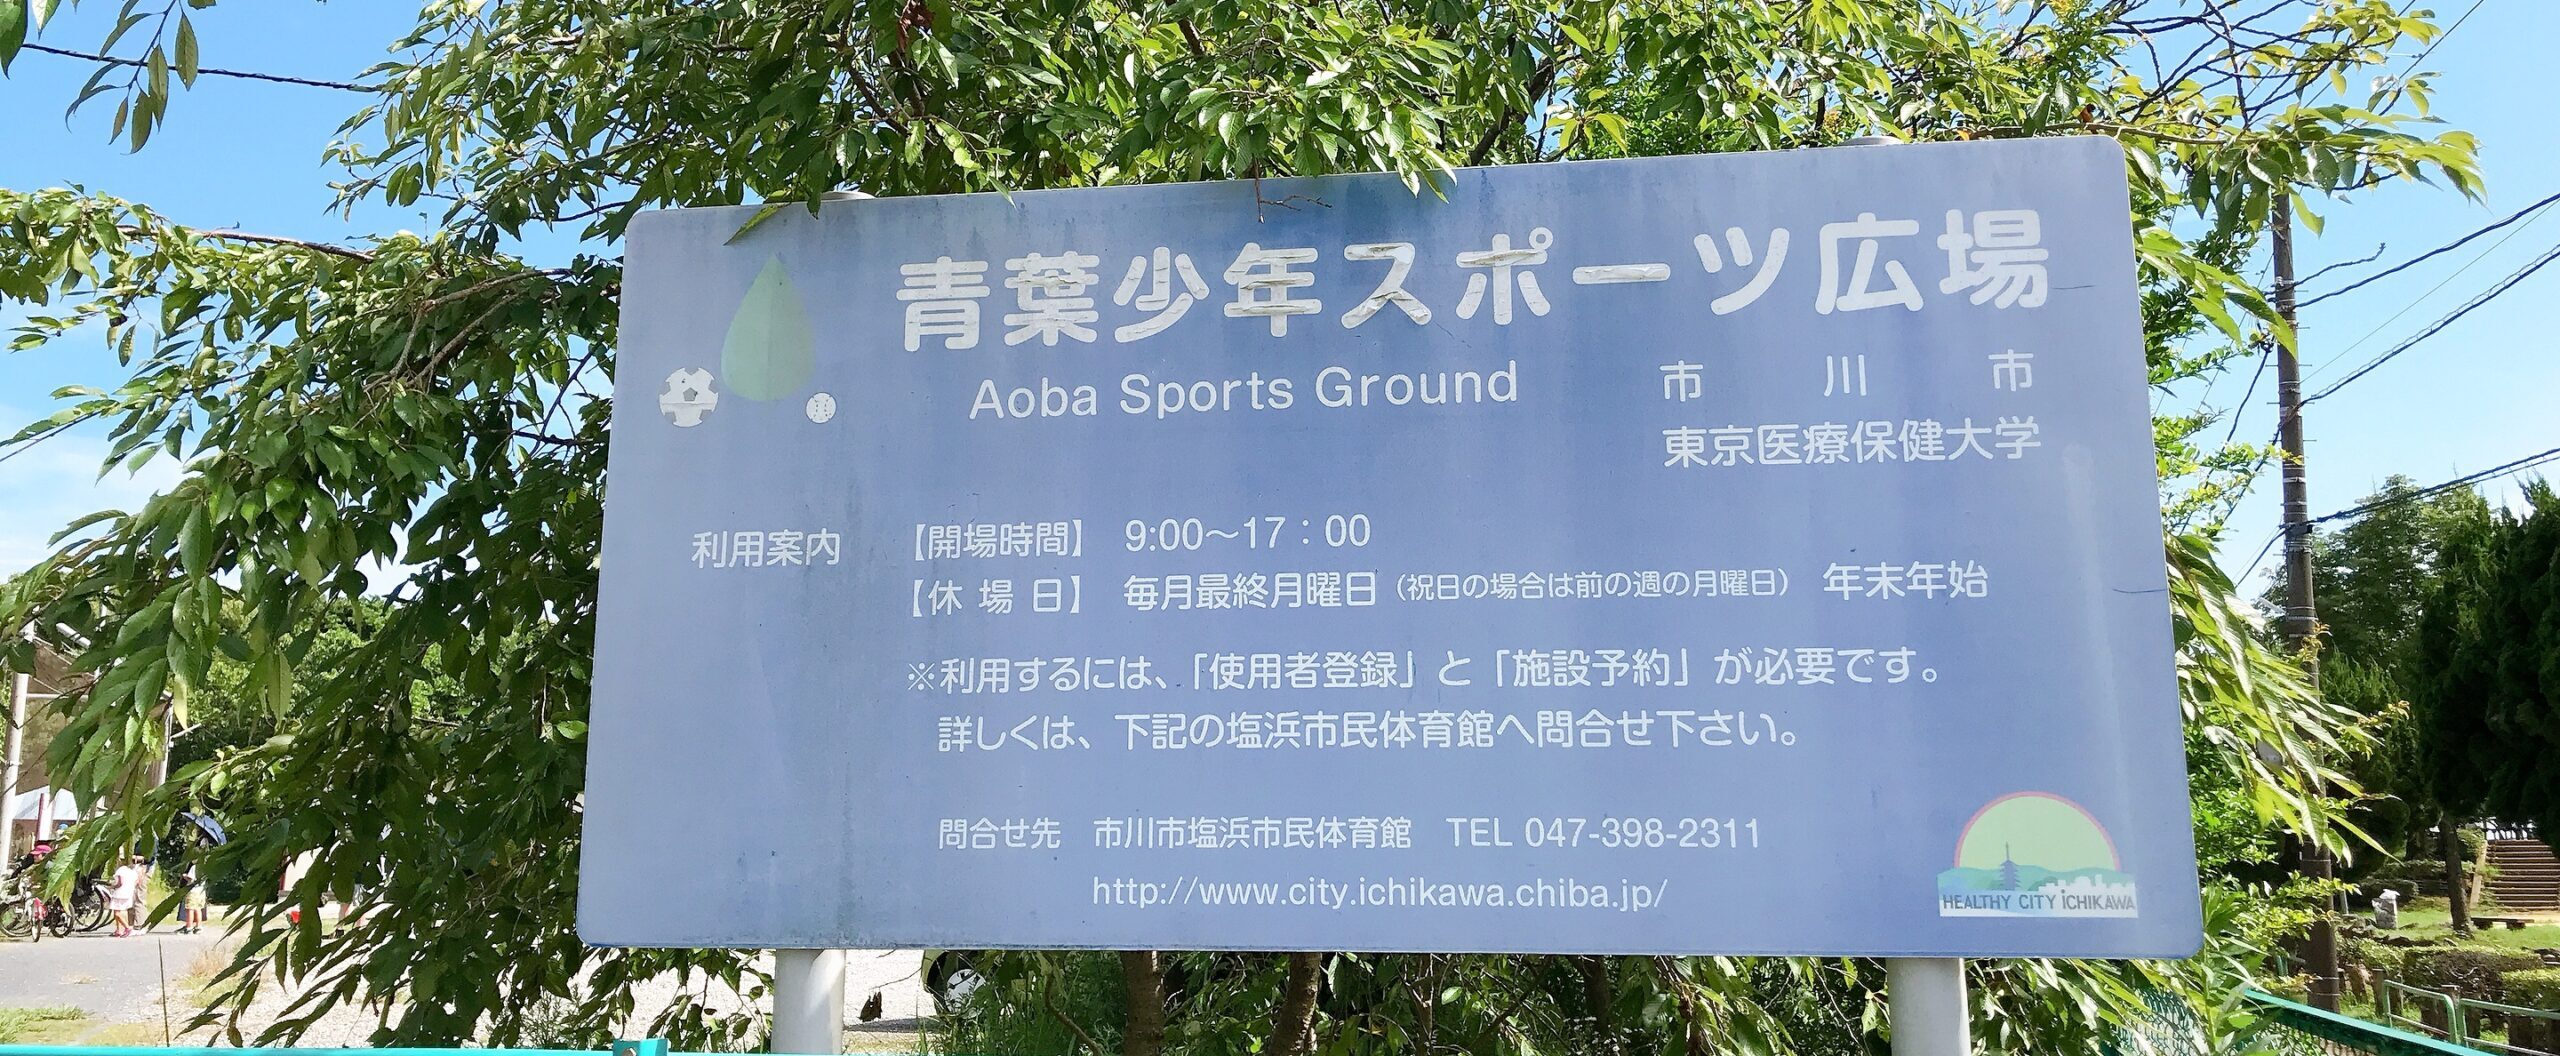 青葉少年スポーツ広場
Aoba Sports Ground
市川市
東京医療保健大学
利用案内
【開場時間】 9:00～17：00
【休場日】 毎月最終月曜日（祝日の場合は前の週の月曜日） 年末年始
※利用するには、「使用者登録」と「施設予約」が必要です。
詳しくは、下記の塩浜市民体育館へ問合せ下さい。
問合せ先 市川市塩浜市民体育館 TEL 047-398-2311
http://www.city.ichikawa.chiba.jp/
HEALTHY CITY iCHiKAWA